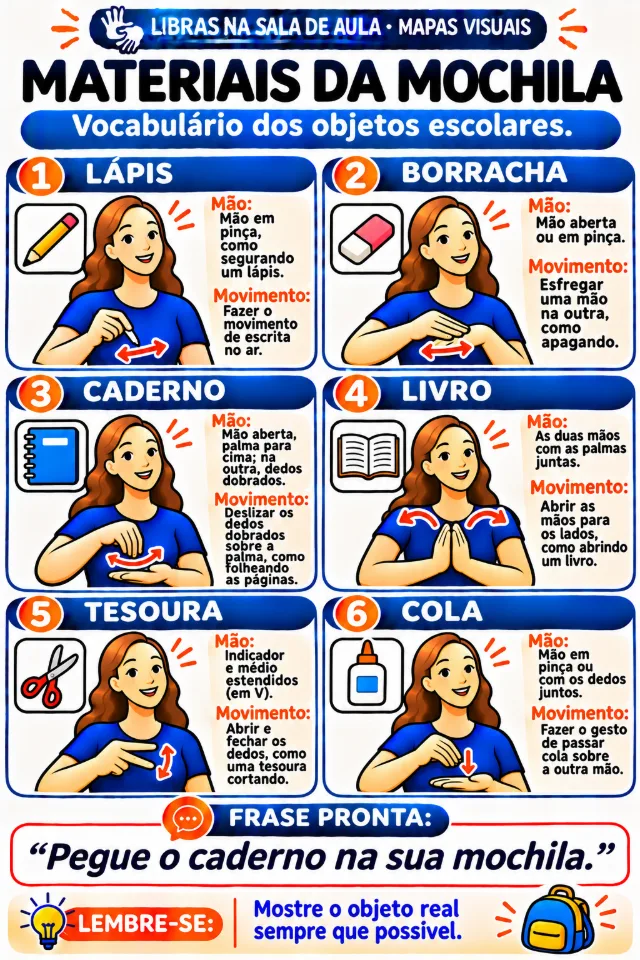 LIBRAS NA SALA DE AULA • MAPAS VISUAIS
MATERIAIS DA MOCHILA
Vocabulário dos objetos escolares.
1 LÁPIS
Mão:
Mão em
pinça,
como
segurando
um lápis.
Movimento:
Fazer o
movimento
de escrita
no ar.
2 BORRACHA
Mão:
Mão aberta
ou em pinça.
Movimento:
Esfregar
uma mão
na outra,
como
apagando.
3 CADERNO
Mão:
Mão aberta,
palma para
cima; na
outra, dedos
dobrados.
Movimento:
Deslizar os
dedos
dobrados
sobre a
palma, como
folheando
as páginas.
4 LIVRO
Mão:
As duas mãos
com as palmas
juntas.
Movimento:
Abrir as
mãos para
os lados,
como abrindo
um livro.
5 TESOURA
Mão:
Indicador
e médio
estendidos
(em V).
Movimento:
Abrir e
fechar os
dedos, como
uma tesoura
cortando.
6 COLA
Mão:
Mão em
pinça ou
com os dedos
juntos.
Movimento:
Fazer o gesto
de passar
cola sobre
a outra mão.
FRASE PRONTA:
“Pegue o caderno na sua mochila.”
LEMBRE-SE:
Mostre o objeto real
sempre que possível.